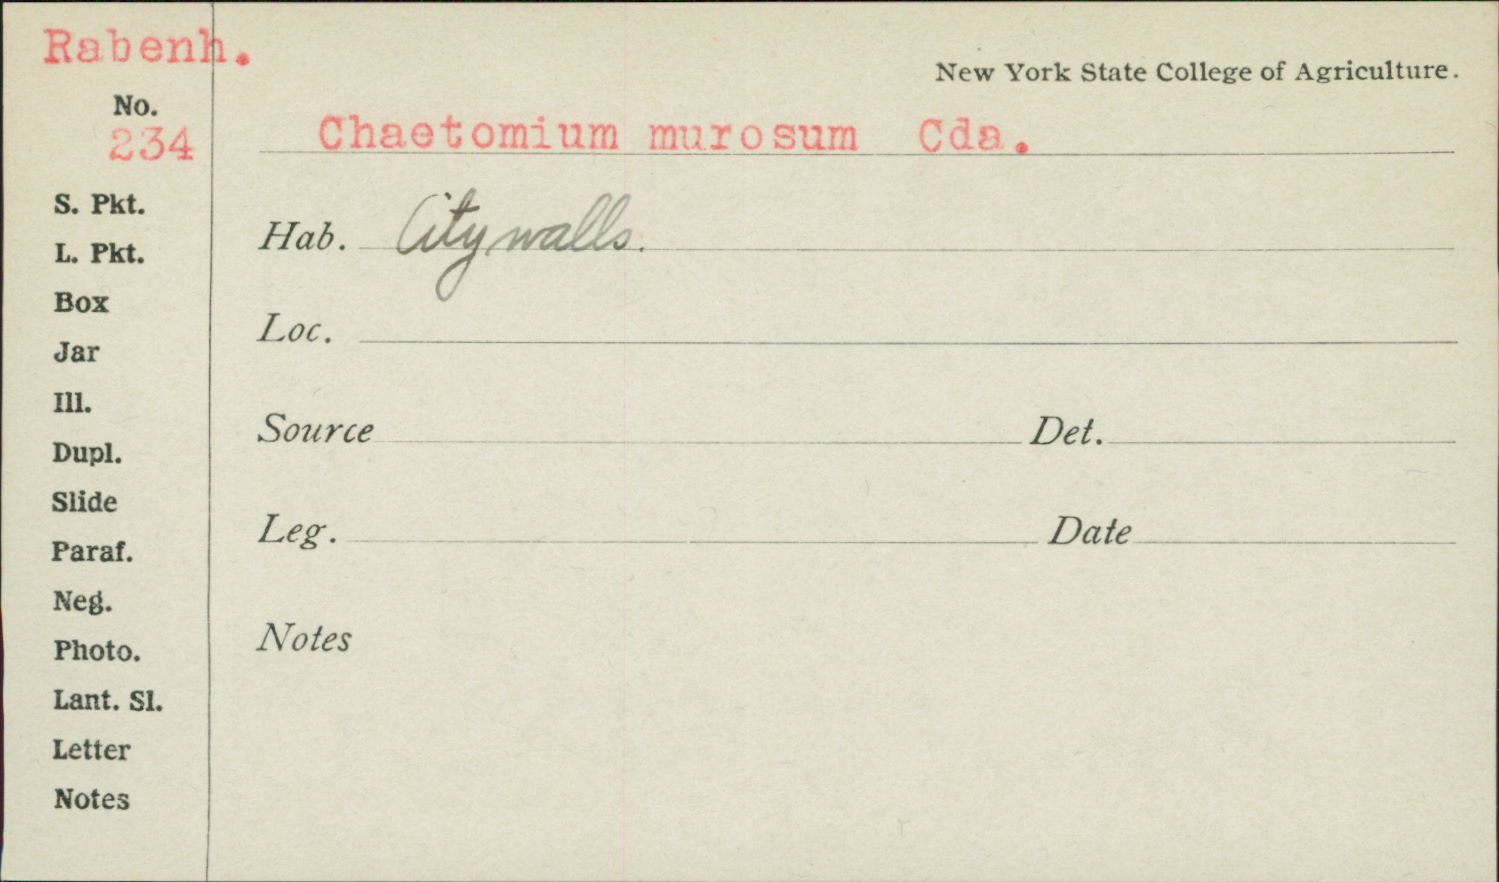 Rabenh.
New York State College of Agriculture.
No.
234
Chaetomium murosum Cda.
S. Pkt.
L. Pkt.
Box
Jar
Ill.
Dupl.
Slide
Paraf.
Neg.
Photo.
Lant. Sl.
Letter
Notes
Hab. City walls.
Loc.
Source Det.
Leg. Date
Notes